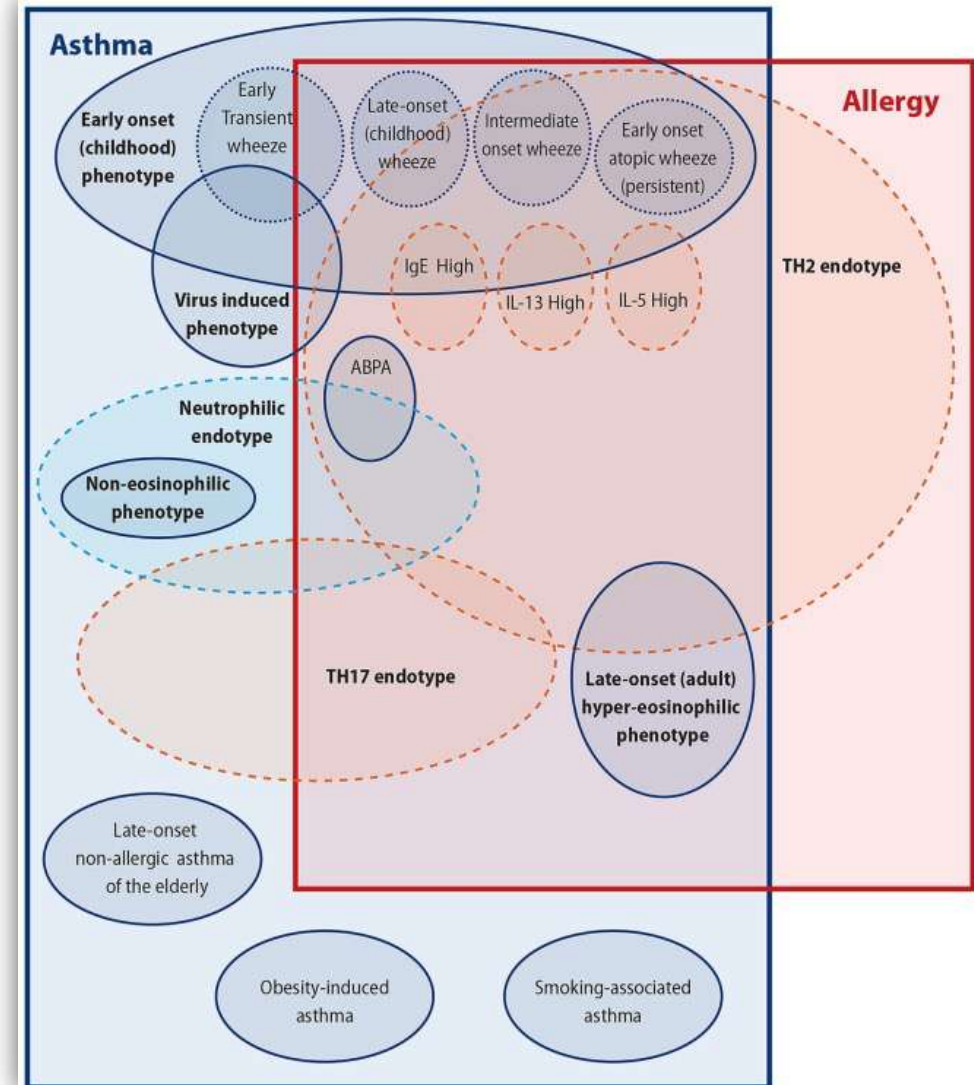 Asthma
Allergy
Early onset
(childhood)
phenotype
Early
Transient
wheeze
Late-onset
(childhood)
wheeze
Intermediate
onset wheeze
Early onset
atopic wheeze
(persistent)
TH2 endotype
IgE High
IL-13 High
IL-5 High
Virus induced
phenotype
ABPA
Neutrophilic
endotype
Non-eosinophilic
phenotype
TH17 endotype
Late-onset (adult)
hyper-eosinophilic
phenotype
Late-onset
non-allergic asthma
of the elderly
Obesity-induced
asthma
Smoking-associated
asthma